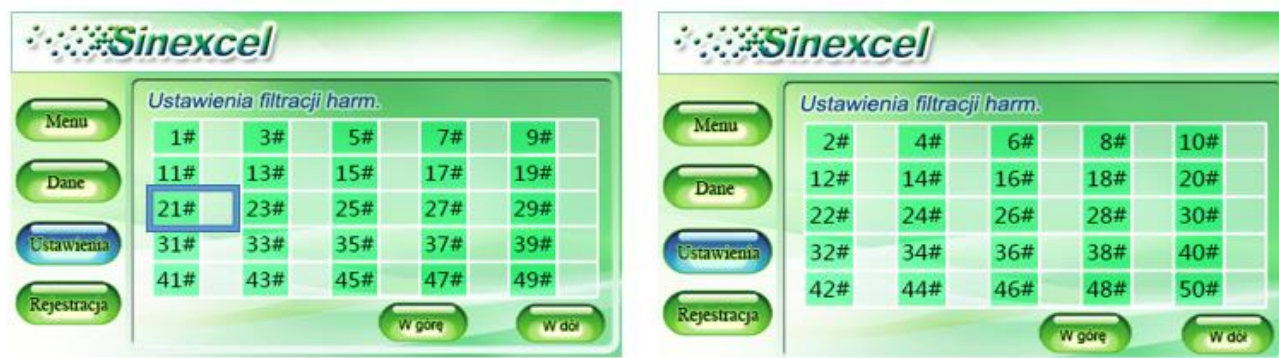 Sinexcel
Ustawienia filtracji harm.
Menu
Dane
Ustawienia
Rejestracja
1# 3# 5# 7# 9#
11# 13# 15# 17# 19#
21# 23# 25# 27# 29#
31# 33# 35# 37# 39#
41# 43# 45# 47# 49#
W górę W dół
Sinexcel
Ustawienia filtracji harm.
Menu
Dane
Ustawienia
Rejestracja
2# 4# 6# 8# 10#
12# 14# 16# 18# 20#
22# 24# 26# 28# 30#
32# 34# 36# 38# 40#
42# 44# 46# 48# 50#
W górę W dół